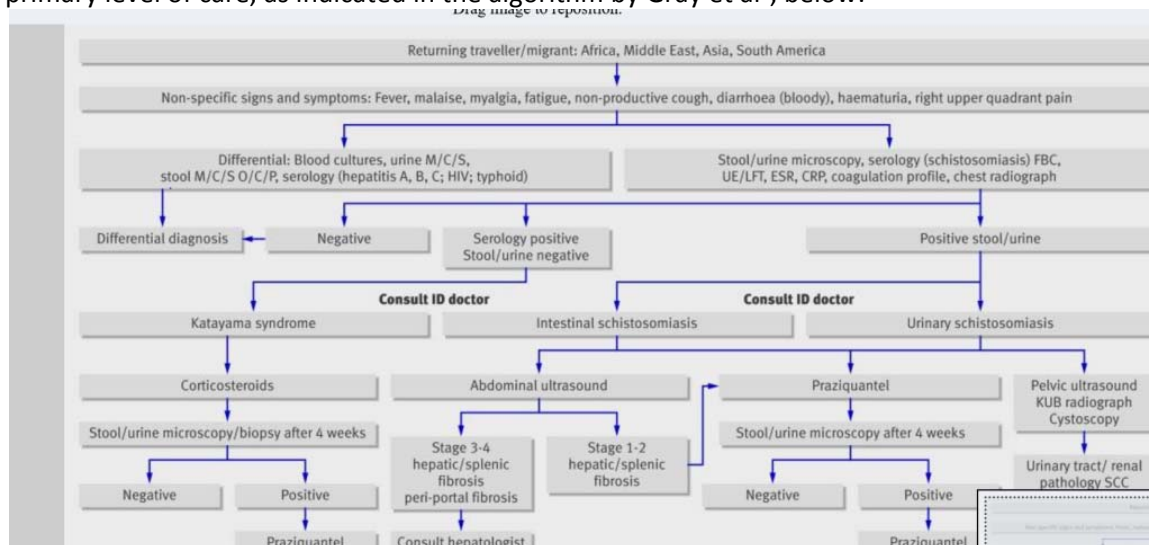 primary level of care, as indicated in the algorithm by Gray et al , below.
Drag image to reposition.
Returning traveller/migrant: Africa, Middle East, Asia, South America
Non-specific signs and symptoms: Fever, malaise, myalgia, fatigue, non-productive cough, diarrhoea (bloody), haematuria, right upper quadrant pain
Differential: Blood cultures, urine M/C/S,
stool M/C/S O/C/P, serology (hepatitis A, B, C; HIV; typhoid)
Stool/urine microscopy, serology (schistosomiasis) FBC,
UE/LFT, ESR, CRP, coagulation profile, chest radiograph
Differential diagnosis
Negative
Serology positive
Stool/urine negative
Positive stool/urine
Consult ID doctor
Consult ID doctor
Katayama syndrome
Intestinal schistosomiasis
Urinary schistosomiasis
Corticosteroids
Abdominal ultrasound
Praziquantel
Pelvic ultrasound
KUB radiograph
Cystoscopy
Stool/urine microscopy/biopsy after 4 weeks
Stage 3-4
hepatic/splenic
fibrosis
peri-portal fibrosis
Stage 1-2
hepatic/splenic
fibrosis
Stool/urine microscopy after 4 weeks
Urinary tract/ renal
pathology SCC
Negative
Positive
Negative
Positive
Praziquantel
Consult hepatologist
Praziquantel